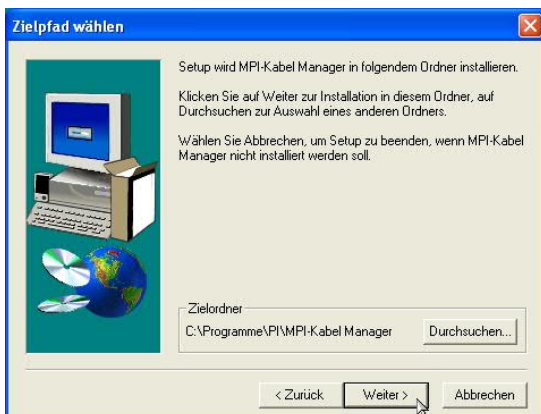 Zielpfad wählen
Setup wird MPI-Kabel Manager in folgendem Ordner installieren.
Klicken Sie auf Weiter zur Installation in diesem Ordner, auf
Durchsuchen zur Auswahl eines anderen Ordners.
Wählen Sie Abbrechen, um Setup zu beenden, wenn MPI-Kabel
Manager nicht installiert werden soll.
Zielordner
C:\Programme\PI\MPI-Kabel Manager
Durchsuchen...
< Zurück
Weiter >
Abbrechen